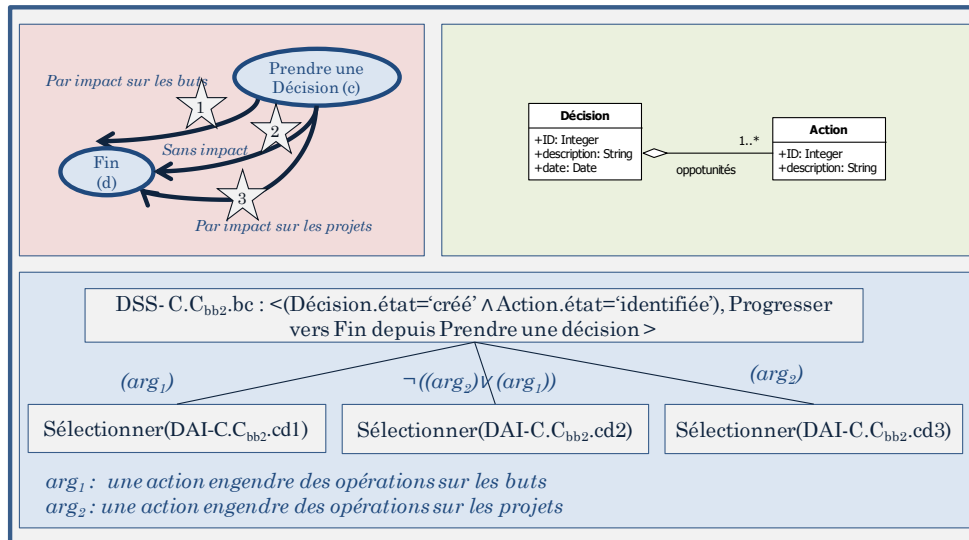 Par impact sur les buts
Prendre une
Décision (c)
1
2
Sans impact
Fin
(d)
3
Par impact sur les projets
Décision
+ID: Integer
+description: String
+date: Date
1..*
oppotunités
Action
+ID: Integer
+description: String
DSS- C.Cbb2.bc : <(Décision.état=‘créé’ ∧ Action.état=‘identifiée’), Progresser
vers Fin depuis Prendre une décision >
(arg1)
¬ ((arg2)∨ (arg1))
(arg2)
Sélectionner(DAI-C.Cbb2.cd1)
Sélectionner(DAI-C.Cbb2.cd2)
Sélectionner(DAI-C.Cbb2.cd3)
arg1 : une action engendre des opérations sur les buts
arg2 : une action engendre des opérations sur les projets